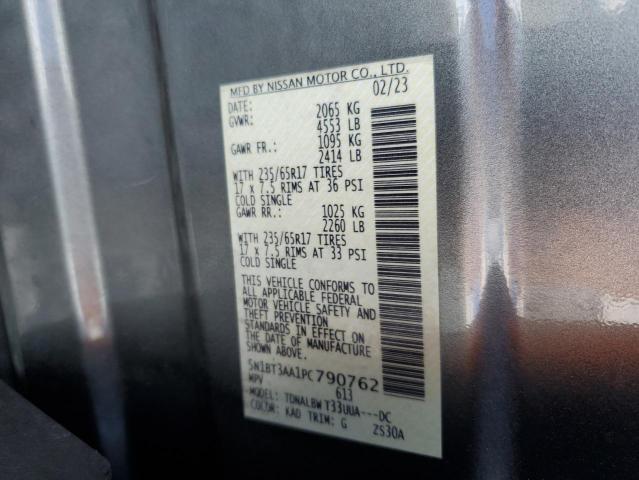 MFD BY NISSAN MOTOR CO., LTD.
DATE: 02/23
GVWR: 2065 KG
4553 LB
GAWR FR.: 1095 KG
2414 LB
WITH 235/65R17 TIRES
17 x 7.5 RIMS AT 36 PSI
COLD SINGLE
GAWR RR.: 1025 KG
2260 LB
WITH 235/65R17 TIRES
17 x 7.5 RIMS AT 33 PSI
COLD SINGLE
THIS VEHICLE CONFORMS TO
ALL APPLICABLE FEDERAL
MOTOR VEHICLE SAFETY AND
THEFT PREVENTION
STANDARDS IN EFFECT ON
THE DATE OF MANUFACTURE
SHOWN ABOVE.
5N1BT3AA1PC790762
MPV 613
MODEL: TDNALBWT33UUA---DC
COLOR: KAD TRIM: G ZS30A